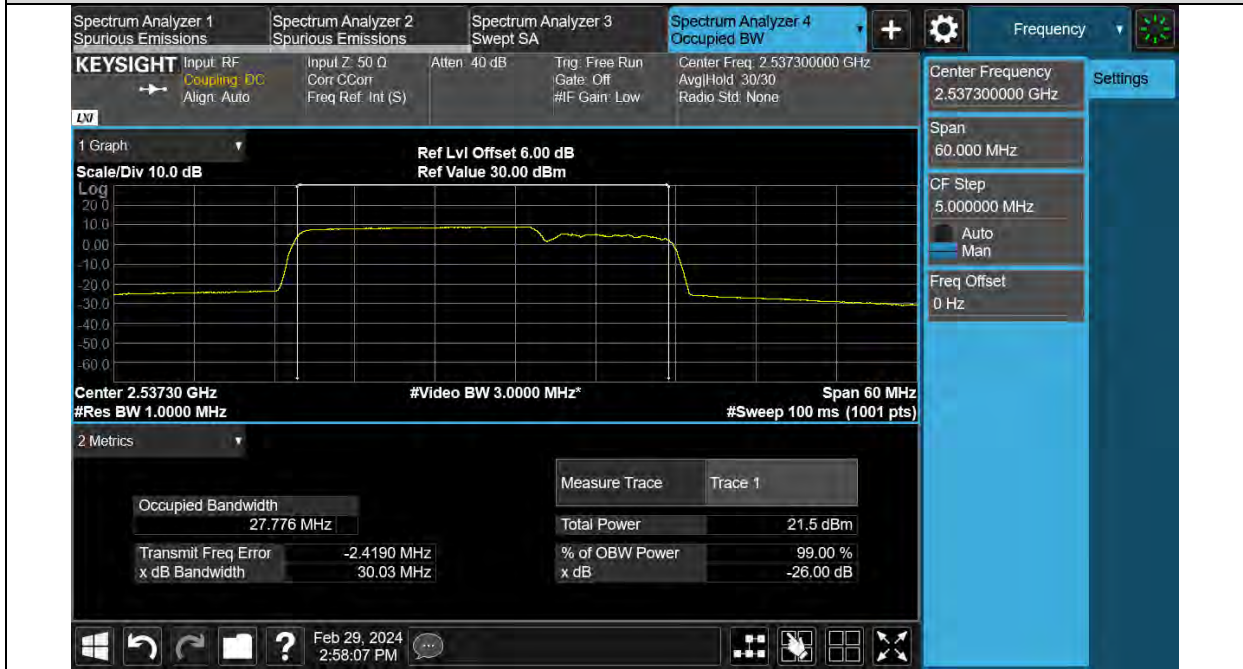 Spectrum Analyzer 1
Spurious Emissions
Spectrum Analyzer 2
Spurious Emissions
Spectrum Analyzer 3
Swept SA
Spectrum Analyzer 4
Occupied BW
Frequency
KEYSIGHT
Input: RF
Coupling: DC
Align: Auto
Input Z: 50 Ω
Corr CCorr
Freq Ref: Int (S)
Atten: 40 dB
Trig: Free Run
Gate: Off
#IF Gain: Low
Center Freq: 2.537300000 GHz
Avg|Hold: 30/30
Radio Std: None
LXI
Center Frequency
2.537300000 GHz
Settings
Span
60.000 MHz
CF Step
5.000000 MHz
Auto
Man
Freq Offset
0 Hz
1 Graph
Scale/Div 10.0 dB
Ref Lvl Offset 6.00 dB
Ref Value 30.00 dBm
Log
20.0
10.0
0.00
-10.0
-20.0
-30.0
-40.0
-50.0
-60.0
Center 2.53730 GHz
#Video BW 3.0000 MHz*
Span 60 MHz
#Res BW 1.0000 MHz
#Sweep 100 ms (1001 pts)
2 Metrics
Measure Trace
Trace 1
Occupied Bandwidth
27.776 MHz
Total Power
21.5 dBm
Transmit Freq Error
-2.4190 MHz
% of OBW Power
99.00 %
x dB Bandwidth
30.03 MHz
x dB
-26.00 dB
Feb 29, 2024
2:58:07 PM